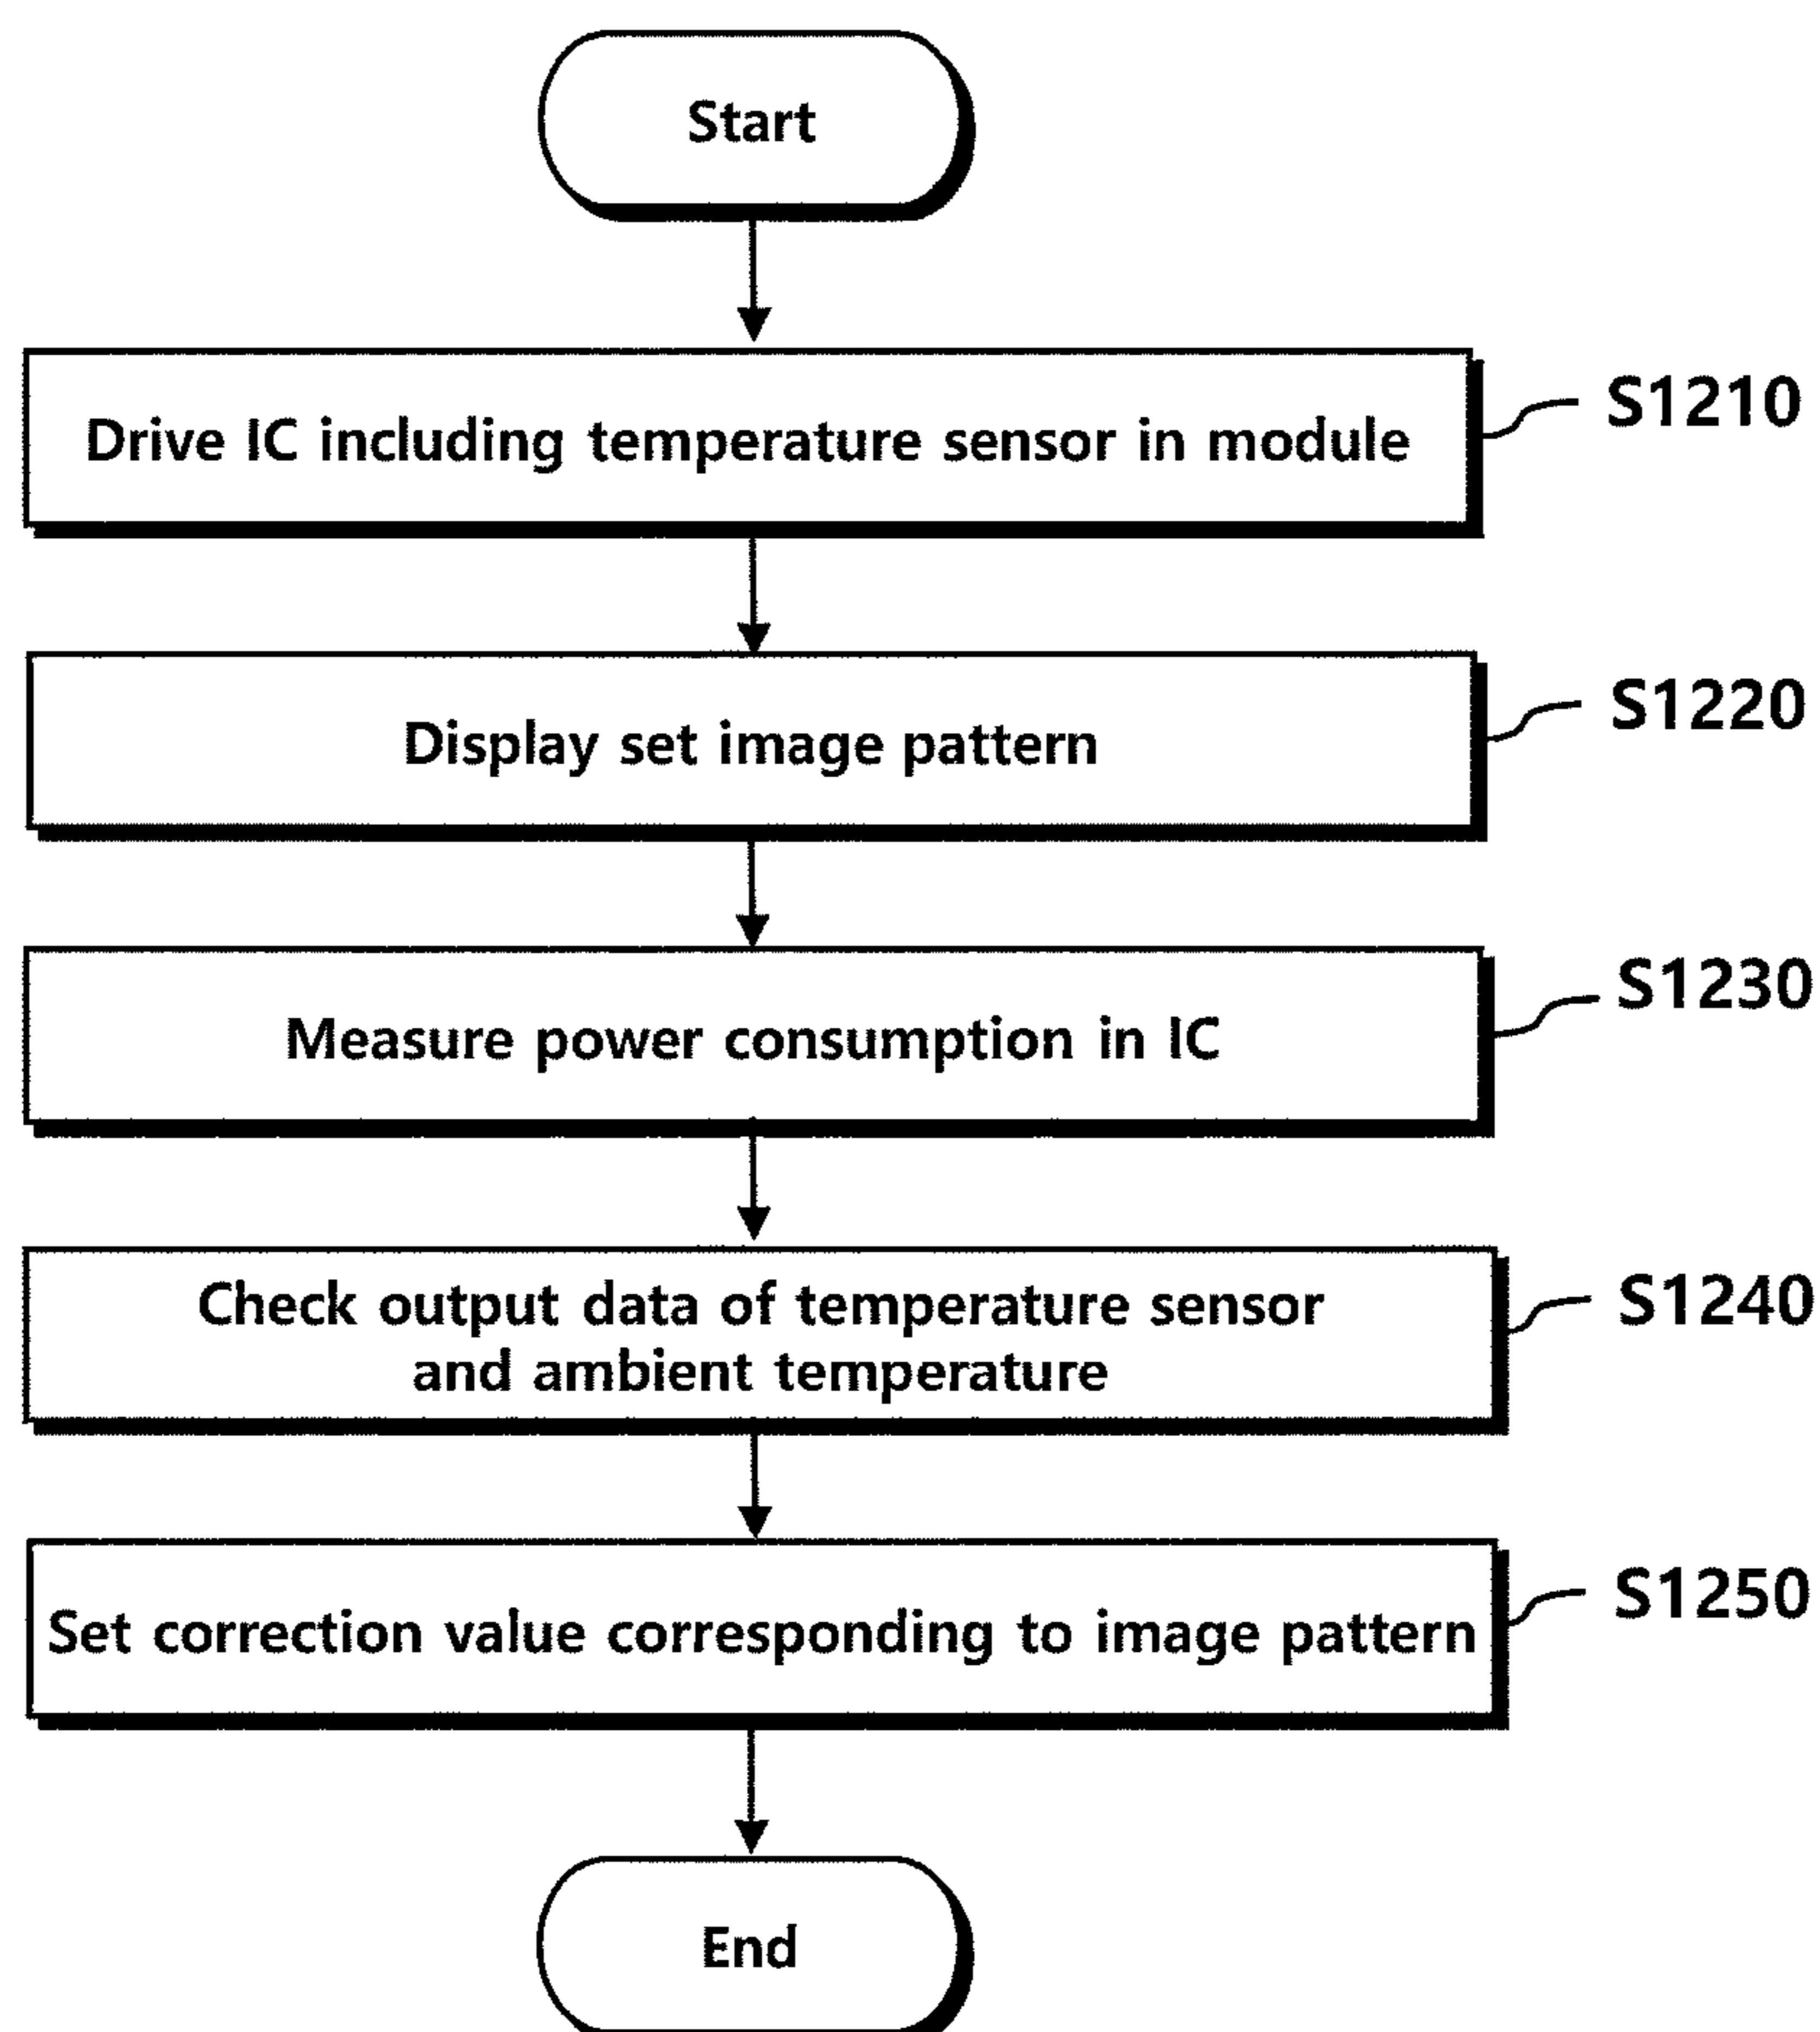 Start
Drive IC including temperature sensor in module
S1210
Display set image pattern
S1220
Measure power consumption in IC
S1230
Check output data of temperature sensor
and ambient temperature
S1240
Set correction value corresponding to image pattern
S1250
End